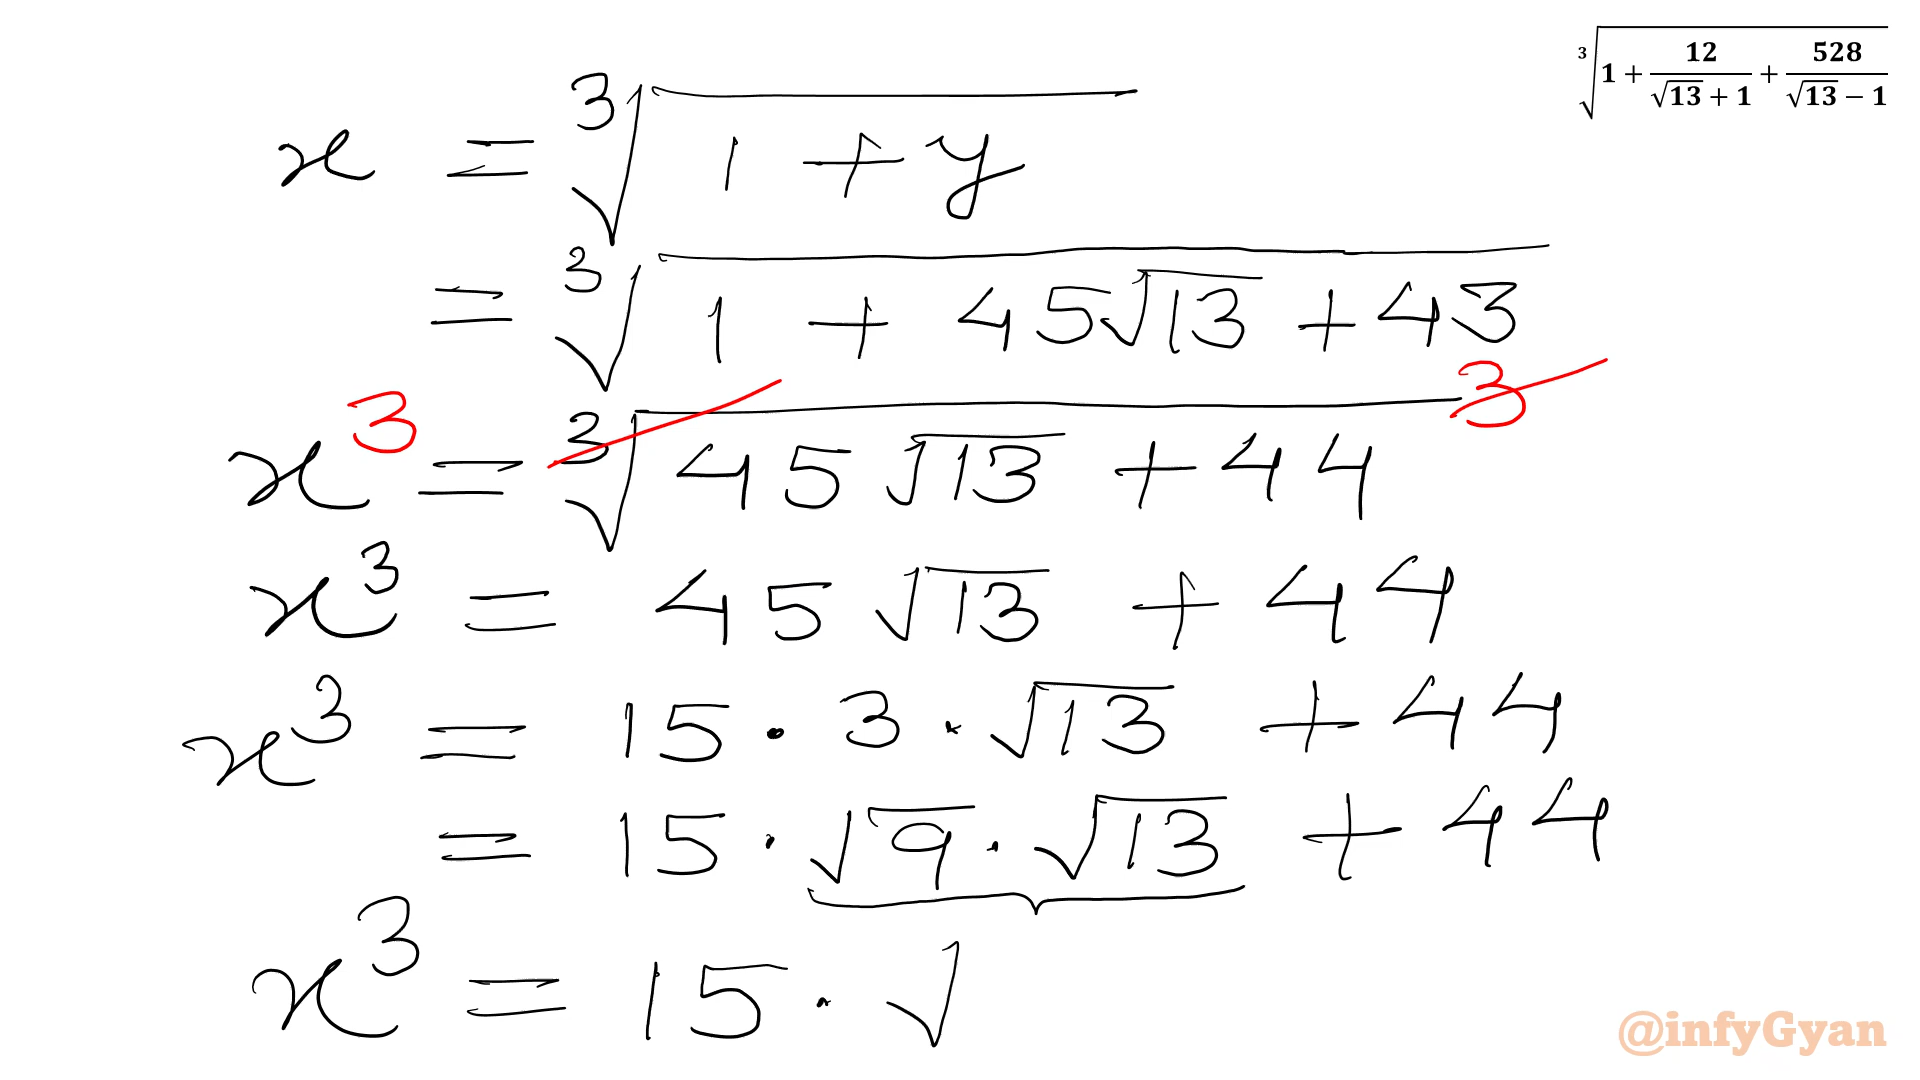 ∛(1 + 12/(√13 + 1) + 528/(√13 − 1))
x = ∛(1 + y)
= ∛(1 + 45√13 + 43)
x³ = ∛(45√13 + 44)³
x³ = 45√13 + 44
x³ = 15 · 3 · √13 + 44
= 15 · √9 · √13 + 44
x³ = 15 · √
@infyGyan